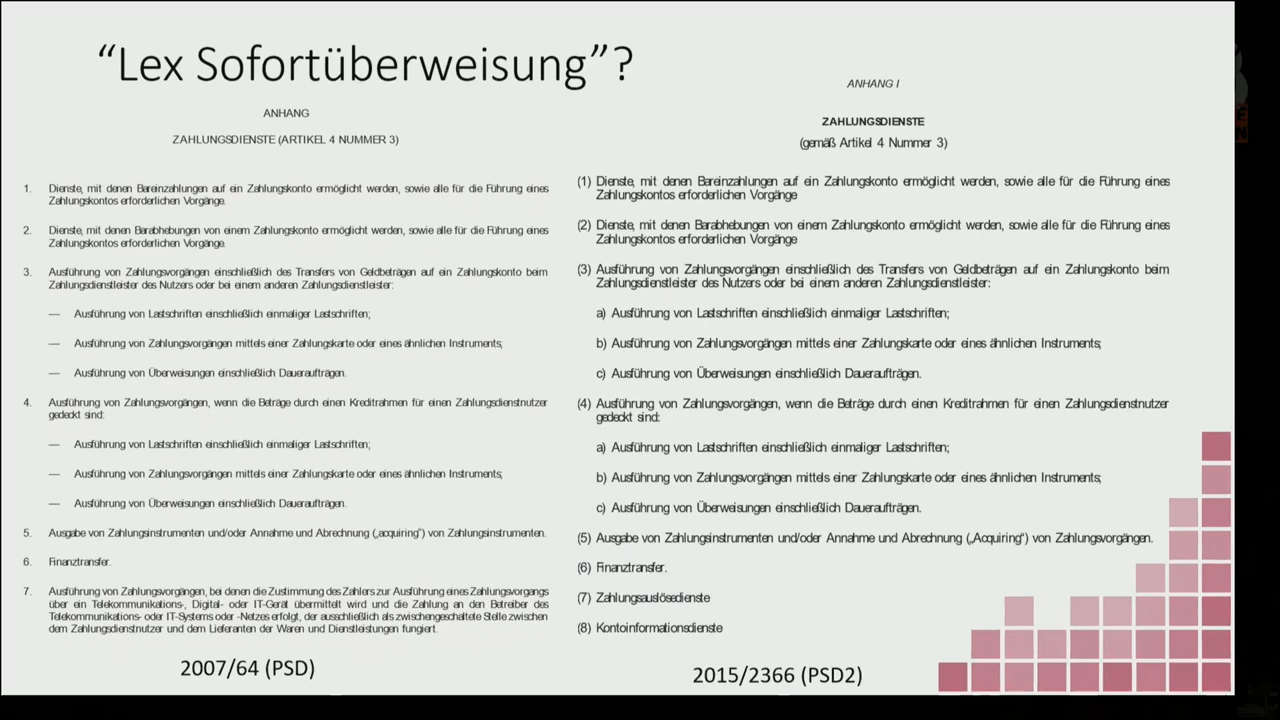 “Lex Sofortüberweisung”?
ANHANG
ZAHLUNGSDIENSTE (ARTIKEL 4 NUMMER 3)
1. Dienste, mit denen Bareinzahlungen auf ein Zahlungskonto ermöglicht werden, sowie alle für die Führung eines
Zahlungskontos erforderlichen Vorgänge.
2. Dienste, mit denen Barabhebungen von einem Zahlungskonto ermöglicht werden, sowie alle für die Führung eines
Zahlungskontos erforderlichen Vorgänge.
3. Ausführung von Zahlungsvorgängen einschließlich des Transfers von Geldbeträgen auf ein Zahlungskonto beim
Zahlungsdienstleister des Nutzers oder bei einem anderen Zahlungsdienstleister:
— Ausführung von Lastschriften einschließlich einmaliger Lastschriften;
— Ausführung von Zahlungsvorgängen mittels einer Zahlungskarte oder eines ähnlichen Instruments;
— Ausführung von Überweisungen einschließlich Daueraufträgen.
4. Ausführung von Zahlungsvorgängen, wenn die Beträge durch einen Kreditrahmen für einen Zahlungsdienstnutzer
gedeckt sind:
— Ausführung von Lastschriften einschließlich einmaliger Lastschriften;
— Ausführung von Zahlungsvorgängen mittels einer Zahlungskarte oder eines ähnlichen Instruments;
— Ausführung von Überweisungen einschließlich Daueraufträgen.
5. Ausgabe von Zahlungsinstrumenten und/oder Annahme und Abrechnung („acquiring“) von Zahlungsinstrumenten.
6. Finanztransfer.
7. Ausführung von Zahlungsvorgängen, bei denen die Zustimmung des Zahlers zur Ausführung eines Zahlungsvorgangs
über ein Telekommunikations-, Digital- oder IT-Gerät übermittelt wird und die Zahlung an den Betreiber des
Telekommunikations- oder IT-Systems oder -Netzes erfolgt, der ausschließlich als zwischengeschaltete Stelle zwischen
dem Zahlungsdienstnutzer und dem Lieferanten der Waren und Dienstleistungen fungiert.
2007/64 (PSD)
ANHANG I
ZAHLUNGSDIENSTE
(gemäß Artikel 4 Nummer 3)
(1) Dienste, mit denen Bareinzahlungen auf ein Zahlungskonto ermöglicht werden, sowie alle für die Führung eines
Zahlungskontos erforderlichen Vorgänge
(2) Dienste, mit denen Barabhebungen von einem Zahlungskonto ermöglicht werden, sowie alle für die Führung eines
Zahlungskontos erforderlichen Vorgänge
(3) Ausführung von Zahlungsvorgängen einschließlich des Transfers von Geldbeträgen auf ein Zahlungskonto beim
Zahlungsdienstleister des Nutzers oder bei einem anderen Zahlungsdienstleister:
a) Ausführung von Lastschriften einschließlich einmaliger Lastschriften;
b) Ausführung von Zahlungsvorgängen mittels einer Zahlungskarte oder eines ähnlichen Instruments;
c) Ausführung von Überweisungen einschließlich Daueraufträgen.
(4) Ausführung von Zahlungsvorgängen, wenn die Beträge durch einen Kreditrahmen für einen Zahlungsdienstnutzer
gedeckt sind:
a) Ausführung von Lastschriften einschließlich einmaliger Lastschriften;
b) Ausführung von Zahlungsvorgängen mittels einer Zahlungskarte oder eines ähnlichen Instruments;
c) Ausführung von Überweisungen einschließlich Daueraufträgen.
(5) Ausgabe von Zahlungsinstrumenten und/oder Annahme und Abrechnung („Acquiring“) von Zahlungsvorgängen.
(6) Finanztransfer.
(7) Zahlungsauslösedienste
(8) Kontoinformationsdienste
2015/2366 (PSD2)